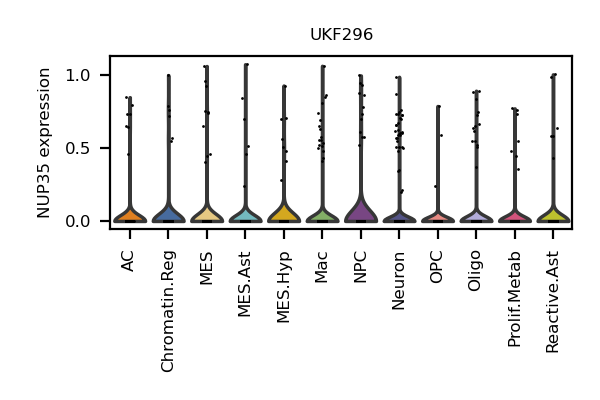 UKF296
NUP35 expression
1.0
0.5
0.0
AC
Chromatin.Reg
MES
MES.Ast
MES.Hyp
Mac
NPC
Neuron
OPC
Oligo
Prolif.Metab
Reactive.Ast